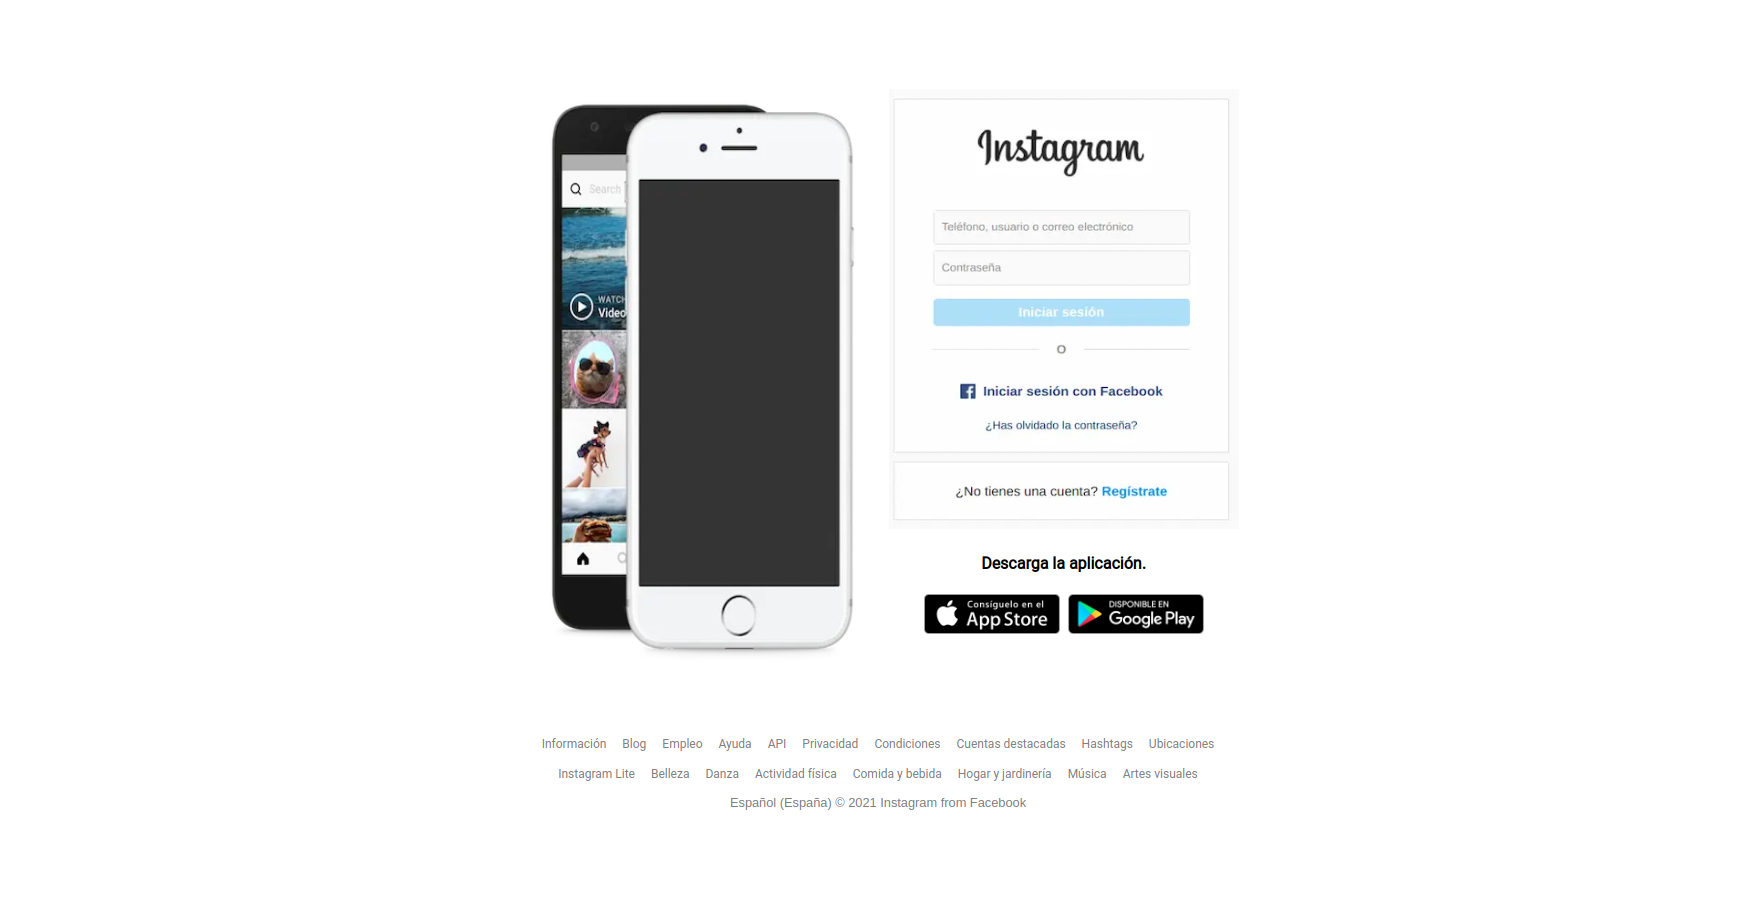 Search
WATCH
Video
Instagram
Teléfono, usuario o correo electrónico
Contraseña
Iniciar sesión
O
Iniciar sesión con Facebook
¿Has olvidado la contraseña?
¿No tienes una cuenta? Regístrate
Descarga la aplicación.
Consíguelo en el
App Store
DISPONIBLE EN
Google Play
Información Blog Empleo Ayuda API Privacidad Condiciones Cuentas destacadas Hashtags Ubicaciones
Instagram Lite Belleza Danza Actividad física Comida y bebida Hogar y jardinería Música Artes visuales
Español (España) © 2021 Instagram from Facebook